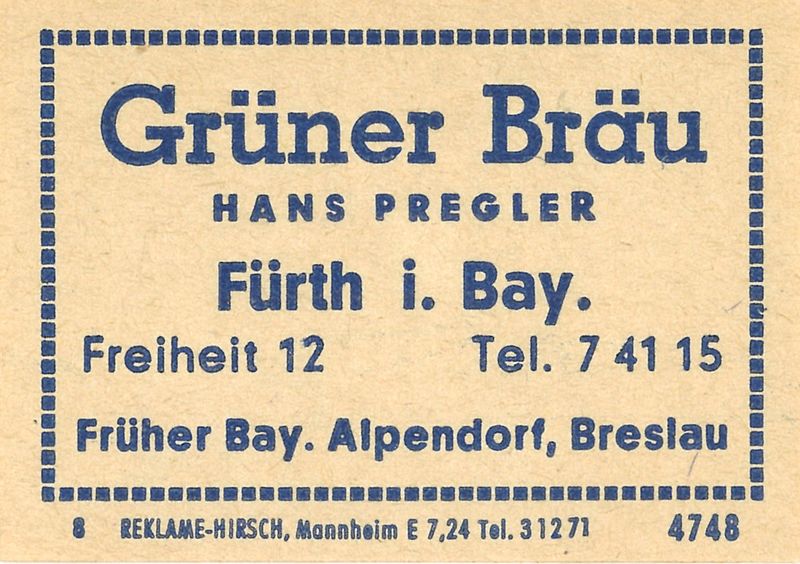 Grüner Bräu
HANS PREGLER
Fürth i. Bay.
Freiheit 12 Tel. 7 41 15
Früher Bay. Alpendorf, Breslau
8 REKLAME-HIRSCH, Mannheim E 7,24 Tel. 31271 4748